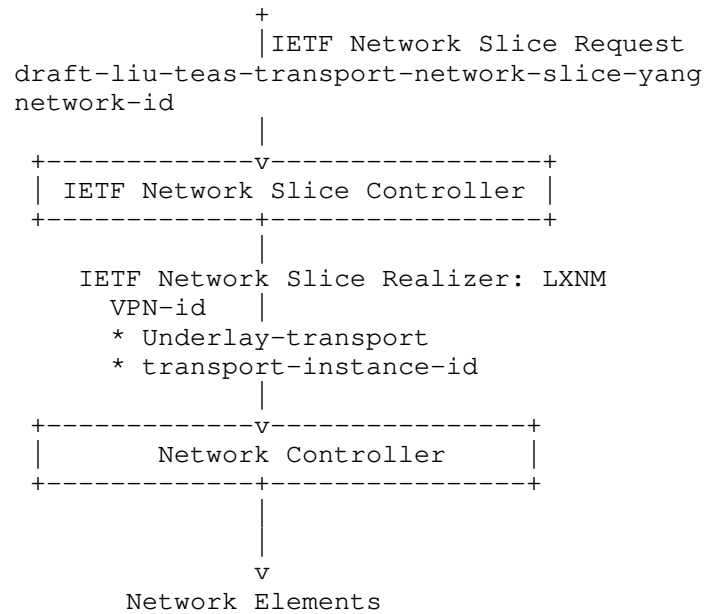 IETF Network Slice Request
draft-liu-teas-transport-network-slice-yang
network-id
IETF Network Slice Controller
IETF Network Slice Realizer: LXNM
VPN-id
* Underlay-transport
* transport-instance-id
v
Network Controller
v
Network Elements